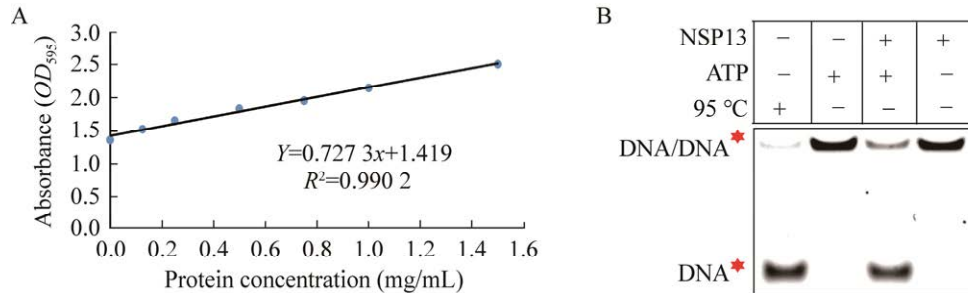 A
Absorbance (OD595)
3.0
2.5
2.0
1.5
1.0
0.5
0.0
Y=0.727 3x+1.419
R²=0.990 2
0.0 0.2 0.4 0.6 0.8 1.0 1.2 1.4 1.6
Protein concentration (mg/mL)
B
NSP13 − − + +
ATP − + + −
95 ℃ + − − −
DNA/DNA
DNA